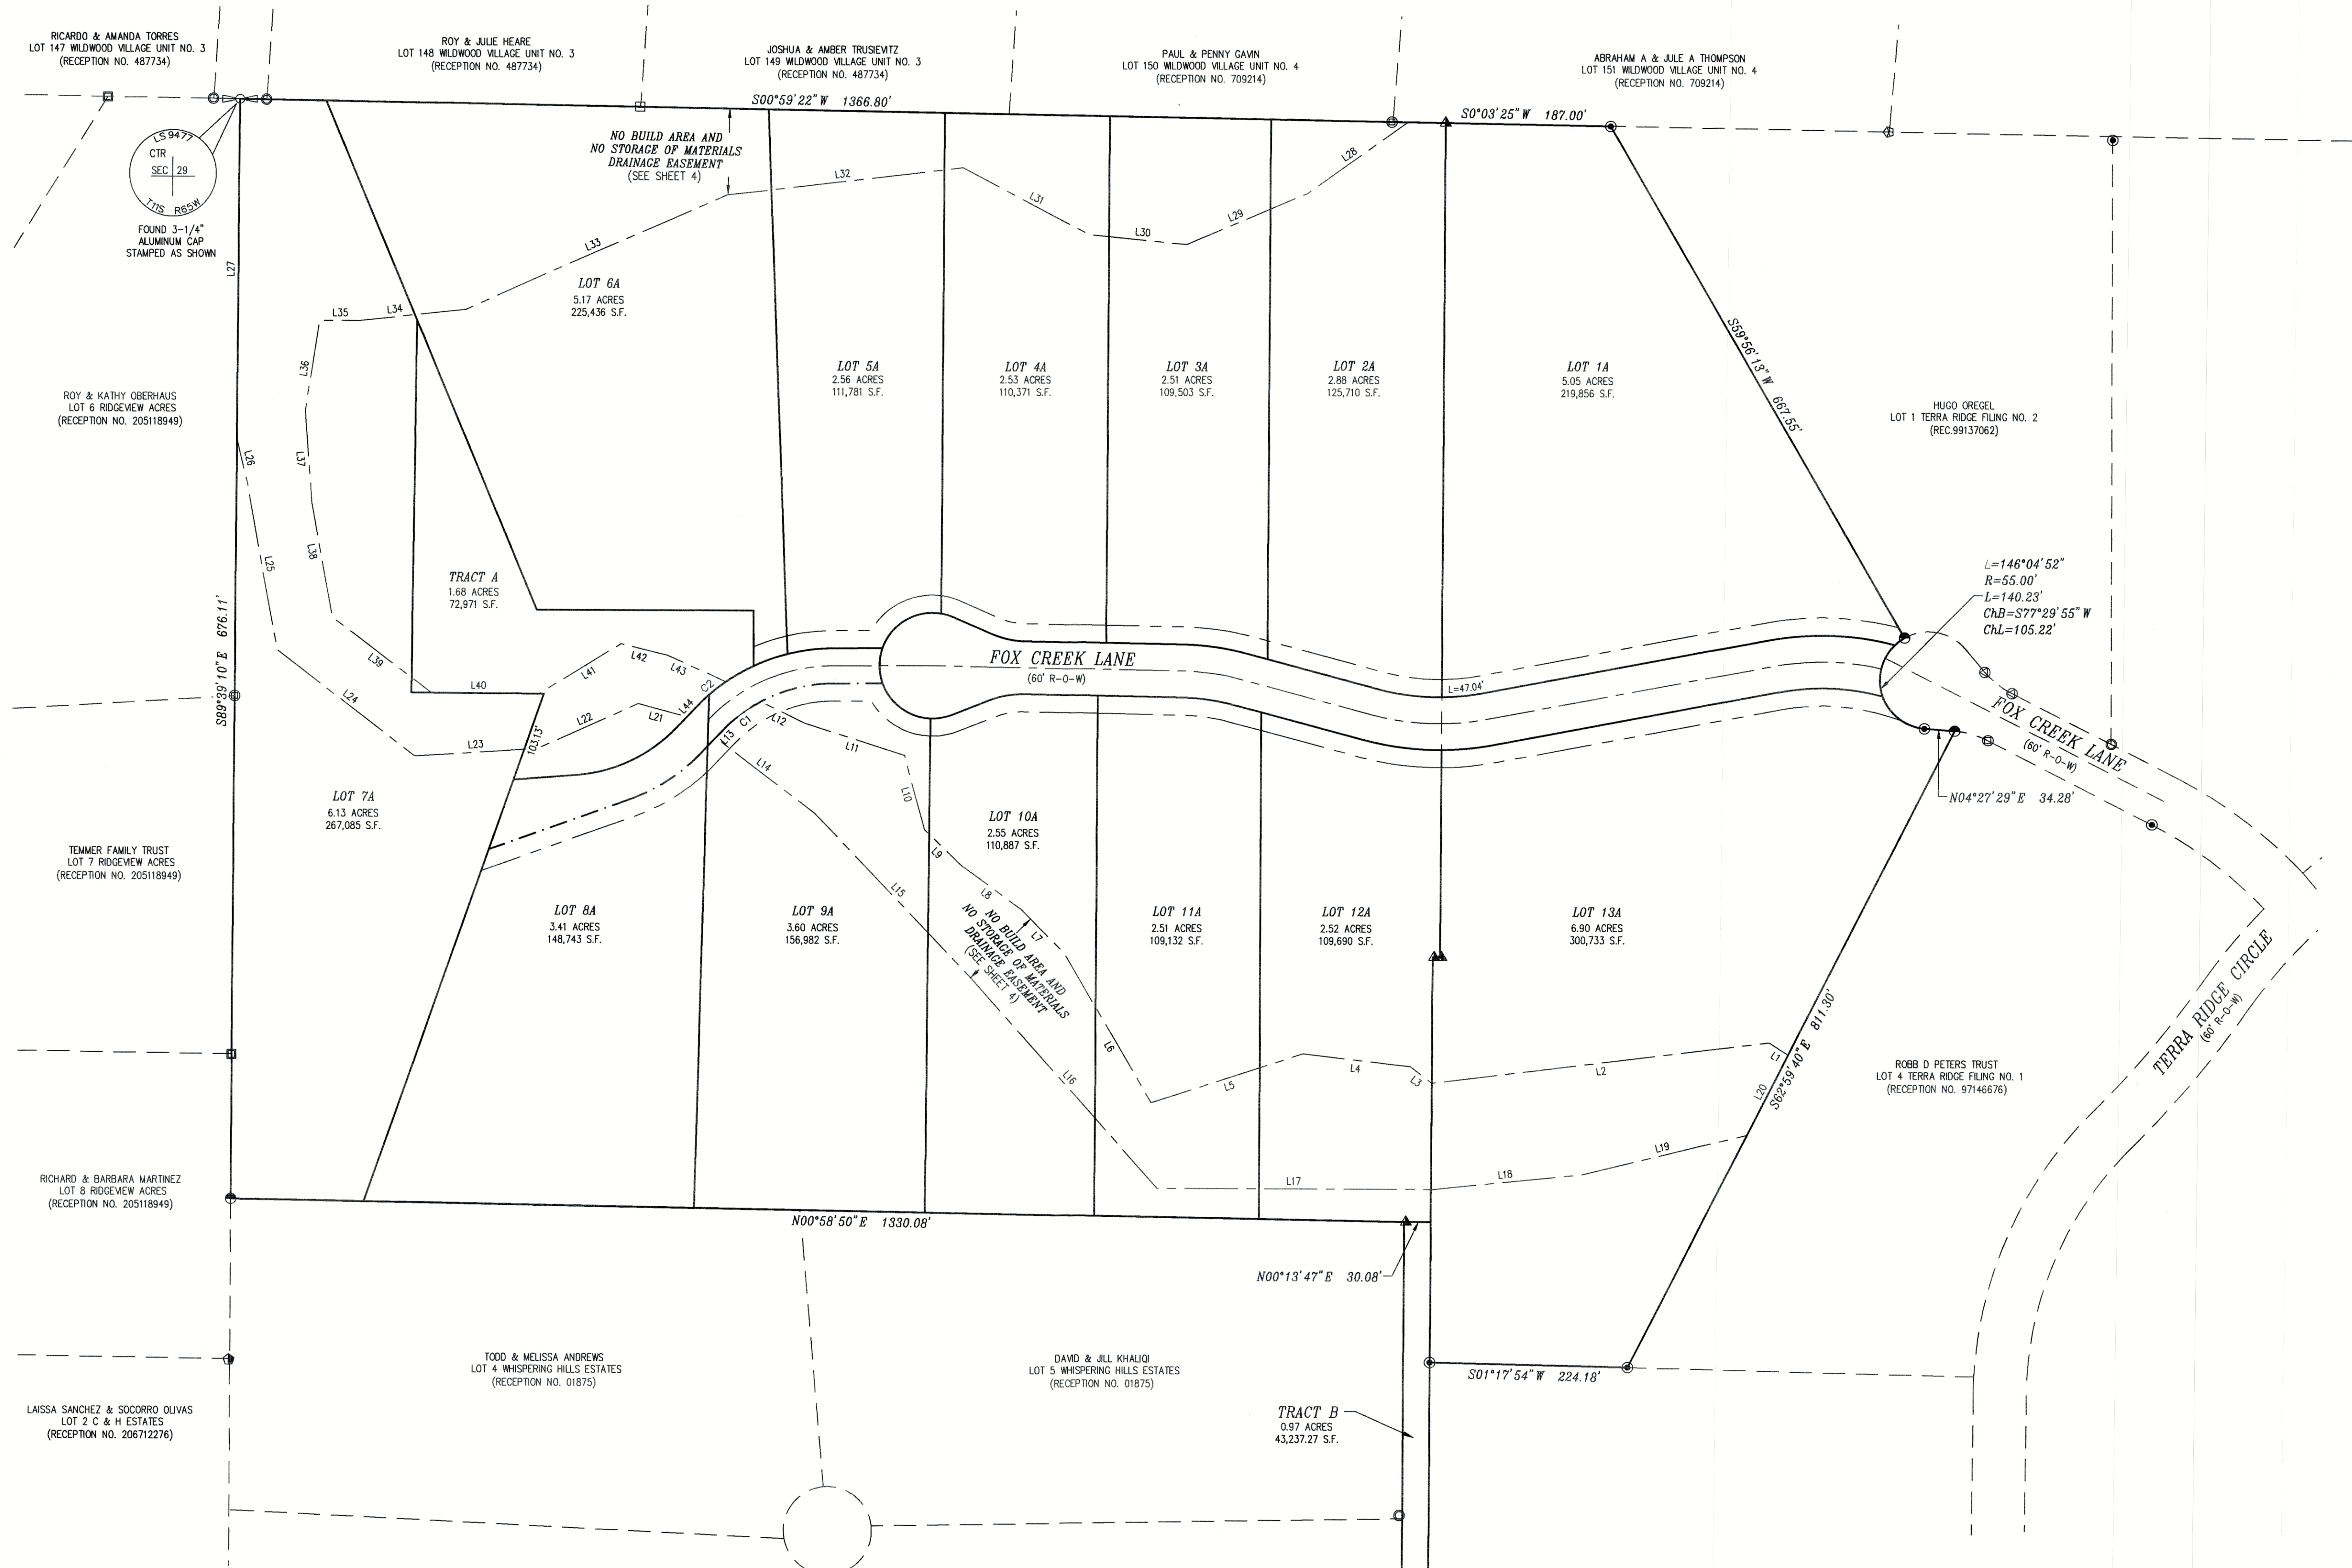 RICARDO & AMANDA TORRES
LOT 147 WILDWOOD VILLAGE UNIT NO. 3
(RECEPTION NO. 487734)
ROY & JULIE HEARE
LOT 148 WILDWOOD VILLAGE UNIT NO. 3
(RECEPTION NO. 487734)
JOSHUA & AMBER TRUSIEVITZ
LOT 149 WILDWOOD VILLAGE UNIT NO. 3
(RECEPTION NO. 487734)
PAUL & PENNY GAVIN
LOT 150 WILDWOOD VILLAGE UNIT NO. 4
(RECEPTION NO. 709214)
ABRAHAM A & JULE A THOMPSON
LOT 151 WILDWOOD VILLAGE UNIT NO. 4
(RECEPTION NO. 709214)
S00°59'22"W 1366.80'
S0°03'25"W 187.00'
LS 9477
CTR
SEC 29
T11S R65W
FOUND 3-1/4"
ALUMINUM CAP
STAMPED AS SHOWN
NO BUILD AREA AND
NO STORAGE OF MATERIALS
DRAINAGE EASEMENT
(SEE SHEET 4)
L28
L32
L31
L29
L30
L33
L27
LOT 6A
5.17 ACRES
225,436 S.F.
L35
L34
L36
S59°56'13"W 667.55'
LOT 5A
2.56 ACRES
111,781 S.F.
LOT 4A
2.53 ACRES
110,371 S.F.
LOT 3A
2.51 ACRES
109,503 S.F.
LOT 2A
2.88 ACRES
125,710 S.F.
LOT 1A
5.05 ACRES
219,856 S.F.
ROY & KATHY OBERHAUS
LOT 6 RIDGEVIEW ACRES
(RECEPTION NO. 205118949)
HUGO OREGEL
LOT 1 TERRA RIDGE FILING NO. 2
(REC.99137062)
L26
L37
L38
L25
TRACT A
1.68 ACRES
72,971 S.F.
L=146°04'52"
R=55.00'
L=140.23'
ChB=S77°29'55"W
ChL=105.22'
S89°39'10"E 676.11'
L39
L24
L40
L41
L42
L43
C2
L44
L21
L22
L23
103.13'
C1
L13
L12
L11
L14
FOX CREEK LANE
(60' R-O-W)
L=47.04'
FOX CREEK LANE
(60' R-O-W)
N04°27'29"E 34.28'
LOT 7A
6.13 ACRES
267,085 S.F.
L10
LOT 10A
2.55 ACRES
110,887 S.F.
L9
L8
L15
L7
TEMMER FAMILY TRUST
LOT 7 RIDGEVIEW ACRES
(RECEPTION NO. 205118949)
LOT 8A
3.41 ACRES
148,743 S.F.
LOT 9A
3.60 ACRES
156,982 S.F.
NO BUILD AREA AND
NO STORAGE OF MATERIALS
DRAINAGE EASEMENT
(SEE SHEET 4)
LOT 11A
2.51 ACRES
109,132 S.F.
LOT 12A
2.52 ACRES
109,690 S.F.
LOT 13A
6.90 ACRES
300,733 S.F.
TERRA RIDGE CIRCLE
(60' R-O-W)
L6
L16
L5
L4
L3
L2
L1
L20
S62°59'40"E 811.30'
ROBB D PETERS TRUST
LOT 4 TERRA RIDGE FILING NO. 1
(RECEPTION NO. 97146676)
L17
L18
L19
RICHARD & BARBARA MARTINEZ
LOT 8 RIDGEVIEW ACRES
(RECEPTION NO. 205118949)
N00°58'50"E 1330.08'
N00°13'47"E 30.08'
TODD & MELISSA ANDREWS
LOT 4 WHISPERING HILLS ESTATES
(RECEPTION NO. 01875)
DAVID & JILL KHALIQI
LOT 5 WHISPERING HILLS ESTATES
(RECEPTION NO. 01875)
S01°17'54"W 224.18'
TRACT B
0.97 ACRES
43,237.27 S.F.
LAISSA SANCHEZ & SOCORRO OLIVAS
LOT 2 C & H ESTATES
(RECEPTION NO. 206712276)